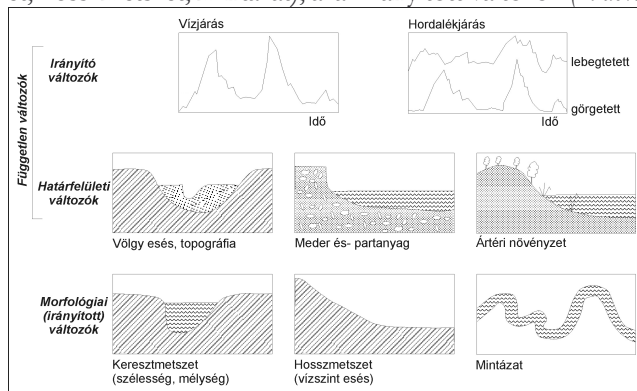 Vízjárás
Hordalékjárás
Irányító
változók
lebegtetett
görgetett
Idő
Idő
Független változók
Határfelületi
változók
Völgy esés, topográfia
Meder és- partanyag
Ártéri növényzet
Morfológiai
(irányított)
változók
Keresztmetszet
(szélesség, mélység)
Hosszmetszet
(vízszint esés)
Mintázat